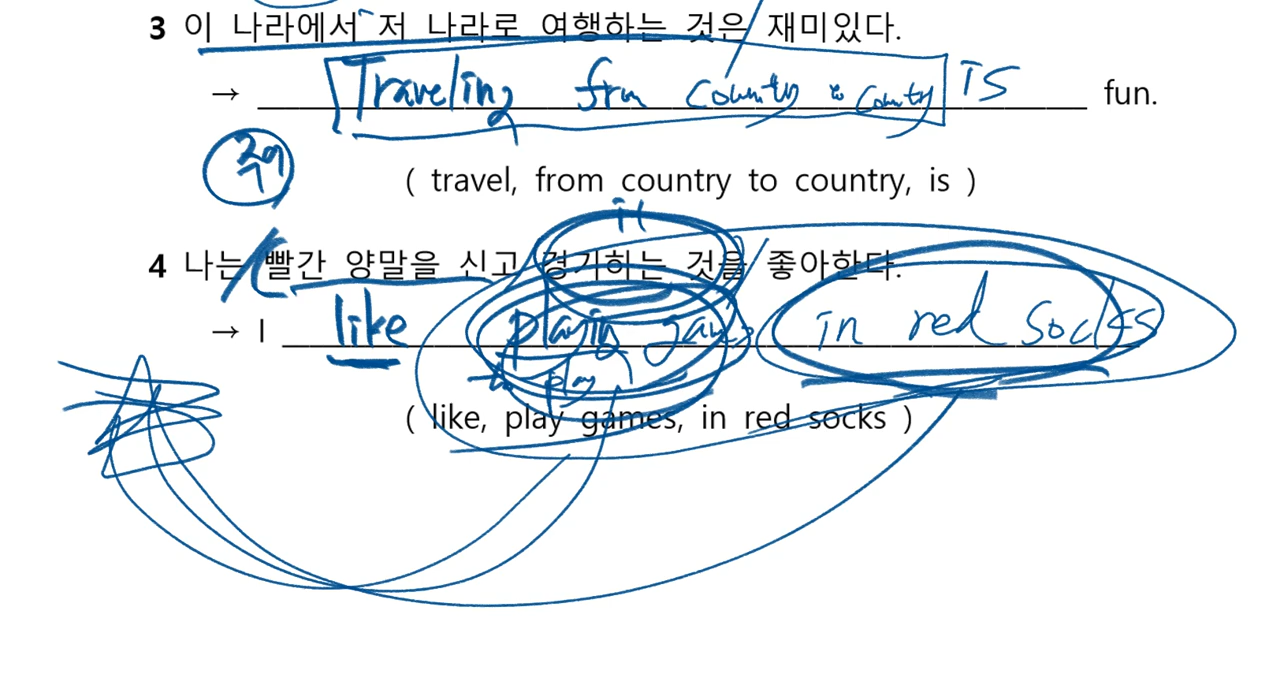 3 이 나라에서 저 나라로 여행하는 것은 재미있다.
→ Traveling from country to country is fun.
주어
( travel, from country to country, is )
it
4 나는 빨간 양말을 신고 경기하는 것을 좋아한다.
→ I like playing games in red socks
to play
( like, play games, in red socks )